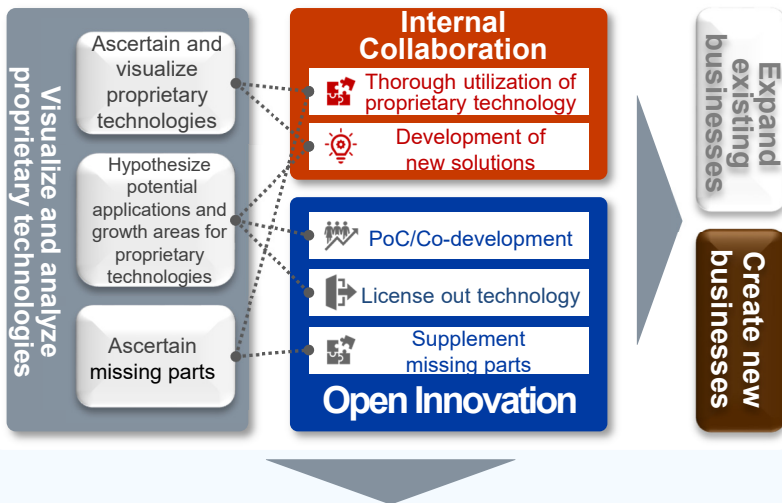 Visualize and analyze
proprietary technologies
Ascertain and
visualize
proprietary
technologies
Hypothesize
potential
applications and
growth areas for
proprietary
technologies
Ascertain
missing parts
Internal
Collaboration
Thorough utilization of
proprietary technology
Development of
new solutions
PoC/Co-development
License out technology
Supplement
missing parts
Open Innovation
Expand
existing
businesses
Create new
businesses